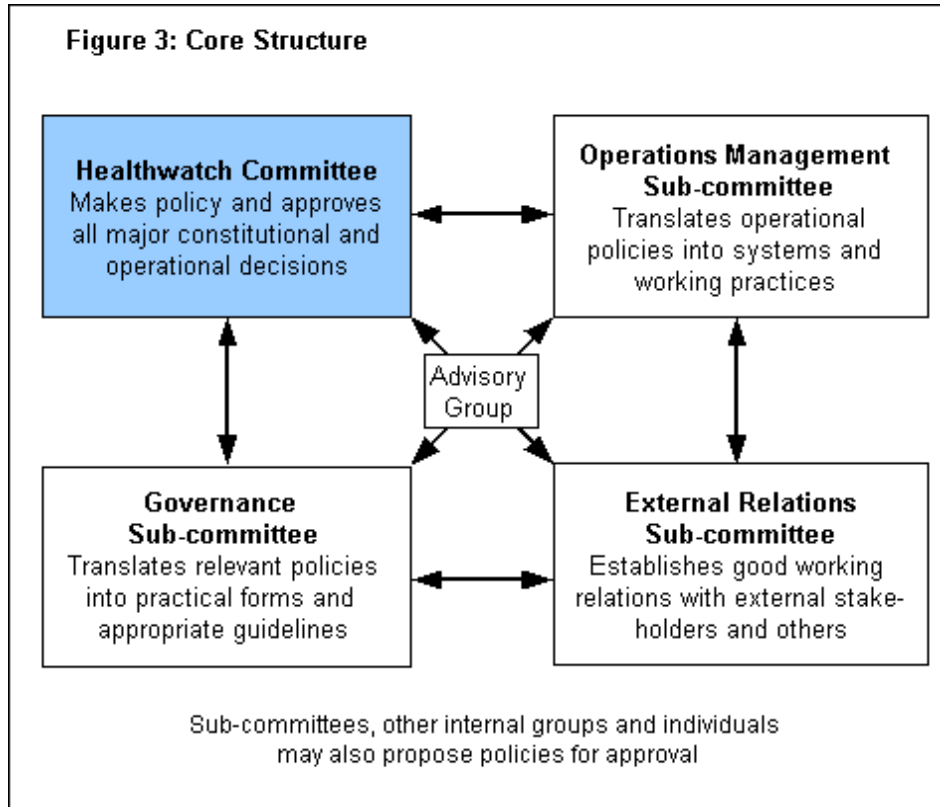 Figure 3: Core Structure
Healthwatch Committee
Makes policy and approves
all major constitutional and
operational decisions
Operations Management
Sub-committee
Translates operational
policies into systems and
working practices
Advisory
Group
Governance
Sub-committee
Translates relevant policies
into practical forms and
appropriate guidelines
External Relations
Sub-committee
Establishes good working
relations with external stake-
holders and others
Sub-committees, other internal groups and individuals
may also propose policies for approval